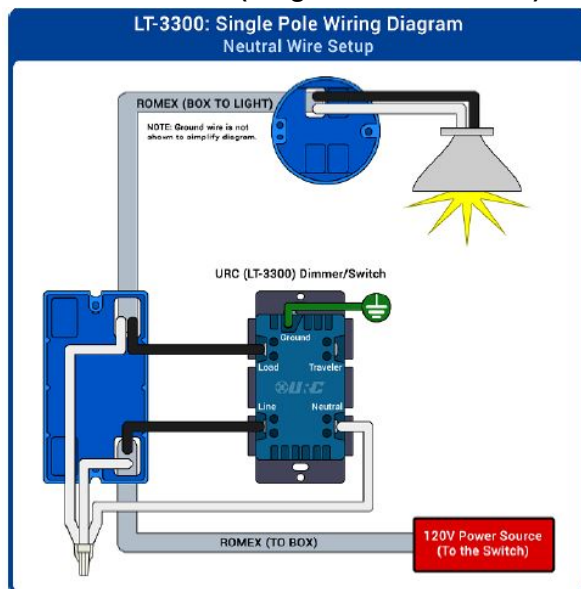 LT-3300: Single Pole Wiring Diagram
Neutral Wire Setup
ROMEX (BOX TO LIGHT)
NOTE: Ground wire is not
shown to simplify diagram.
URC (LT-3300) Dimmer/Switch
Ground
Load Traveler
URC
Line Neutral
ROMEX (TO BOX)
120V Power Source
(To the Switch)